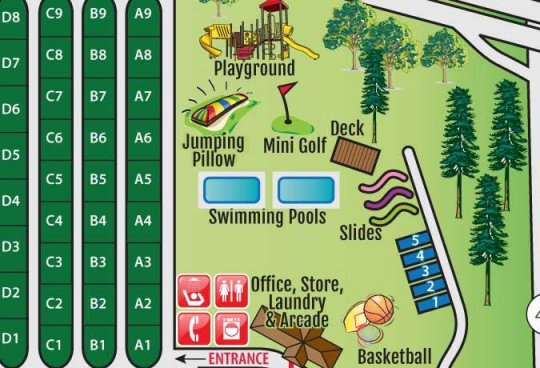 D8 C9 B9 A9
D7 C8 B8 A8
D6 C7 B7 A7
D5 C6 B6 A6
D4 C5 B5 A5
D3 C4 B4 A4
D2 C3 B3 A3
D1 C2 B2 A2
C1 B1 A1
Playground
Jumping
Pillow
Mini Golf
Deck
Swimming Pools
Slides
5
4
3
2
1
Office, Store,
Laundry
& Arcade
Basketball
ENTRANCE
4